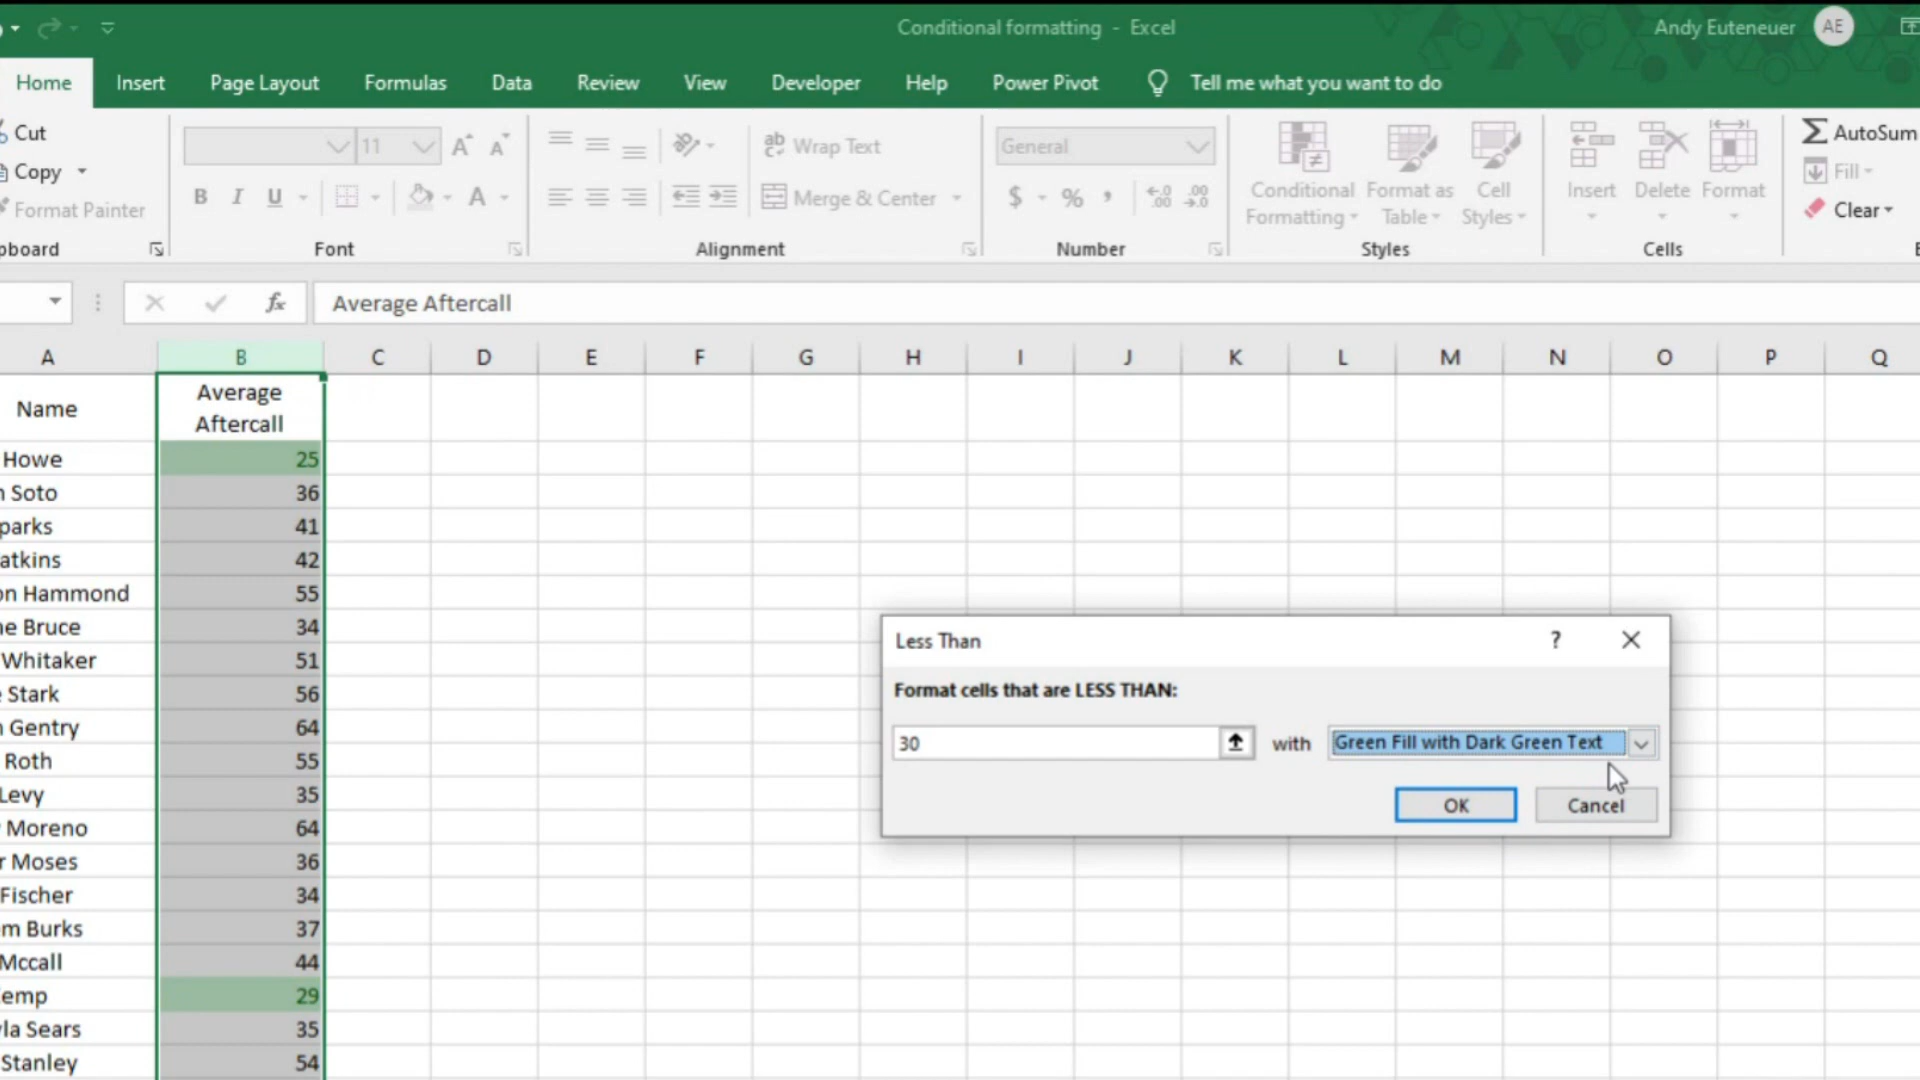 Conditional formatting - Excel
Andy Euteneuer AE
Home Insert Page Layout Formulas Data Review View Developer Help Power Pivot Tell me what you want to do
Cut
Copy
Format Painter
11
B I U
Font
ab Wrap Text
Merge & Center
Alignment
General
$ % ,
Number
Conditional Formatting
Format as Table
Cell Styles
Styles
Insert Delete Format
Cells
AutoSum
Fill
Clear
pboard
fx Average Aftercall
A B C D E F G H I J K L M N O P Q
Name Average Aftercall
Howe 25
n Soto 36
parks 41
atkins 42
on Hammond 55
ne Bruce 34
Whitaker 51
e Stark 56
n Gentry 64
Roth 55
Levy 35
Moreno 64
r Moses 36
Fischer 34
m Burks 37
Mccall 44
emp 29
yla Sears 35
Stanley 54
Less Than ?
Format cells that are LESS THAN:
30 with Green Fill with Dark Green Text
OK Cancel